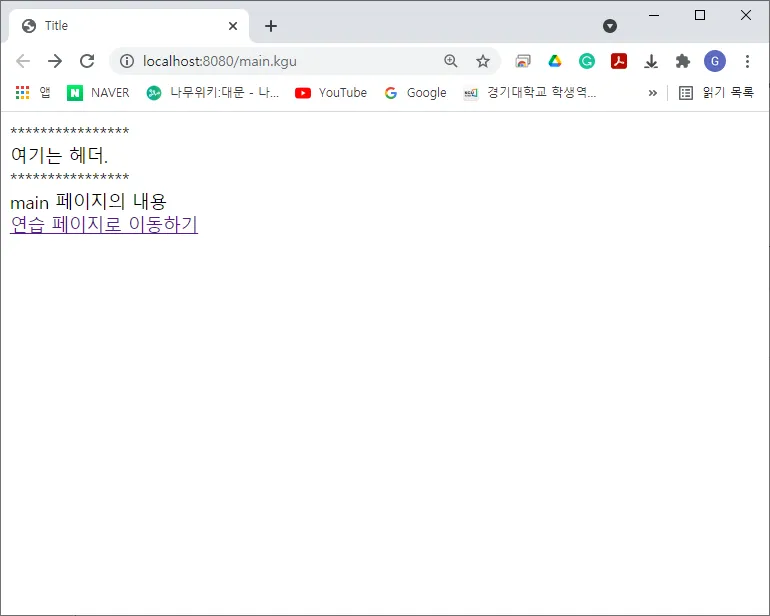 Title
localhost:8080/main.kgu
G
앱 NAVER 나무위키:대문 - 나... YouTube Google 경기대학교 학생역... » 읽기 목록
****************
여기는 헤더.
****************
main 페이지의 내용
연습 페이지로 이동하기